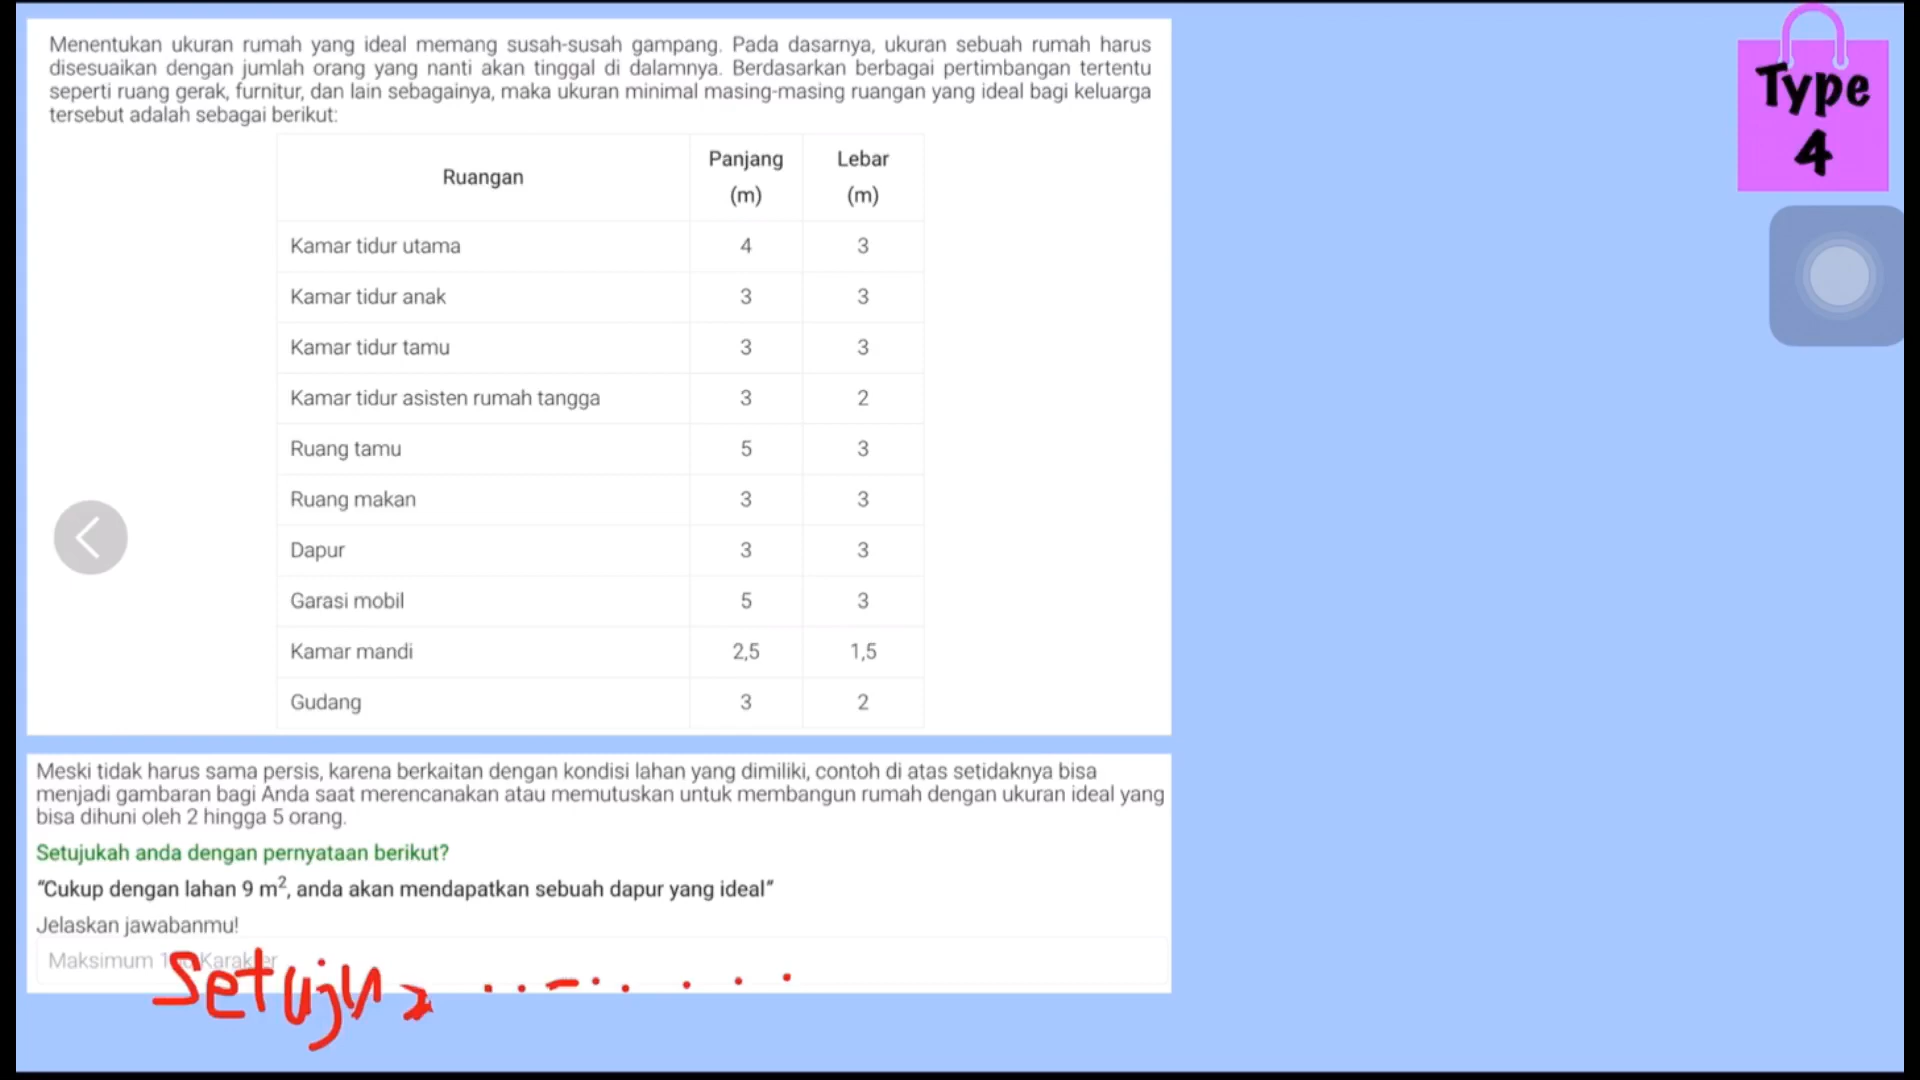 Menentukan ukuran rumah yang ideal memang susah-susah gampang. Pada dasarnya, ukuran sebuah rumah harus
disesuaikan dengan jumlah orang yang nanti akan tinggal di dalamnya. Berdasarkan berbagai pertimbangan tertentu
seperti ruang gerak, furnitur, dan lain sebagainya, maka ukuran minimal masing-masing ruangan yang ideal bagi keluarga
tersebut adalah sebagai berikut:
Type
4
Ruangan Panjang (m) Lebar (m)
Kamar tidur utama 4 3
Kamar tidur anak 3 3
Kamar tidur tamu 3 3
Kamar tidur asisten rumah tangga 3 2
Ruang tamu 5 3
Ruang makan 3 3
Dapur 3 3
Garasi mobil 5 3
Kamar mandi 2,5 1,5
Gudang 3 2
Meski tidak harus sama persis, karena berkaitan dengan kondisi lahan yang dimiliki, contoh di atas setidaknya bisa
menjadi gambaran bagi Anda saat merencanakan atau memutuskan untuk membangun rumah dengan ukuran ideal yang
bisa dihuni oleh 2 hingga 5 orang.
Setujukah anda dengan pernyataan berikut?
“Cukup dengan lahan 9 m², anda akan mendapatkan sebuah dapur yang ideal”
Jelaskan jawabanmu!
Maksimum Karakter
Setuju,